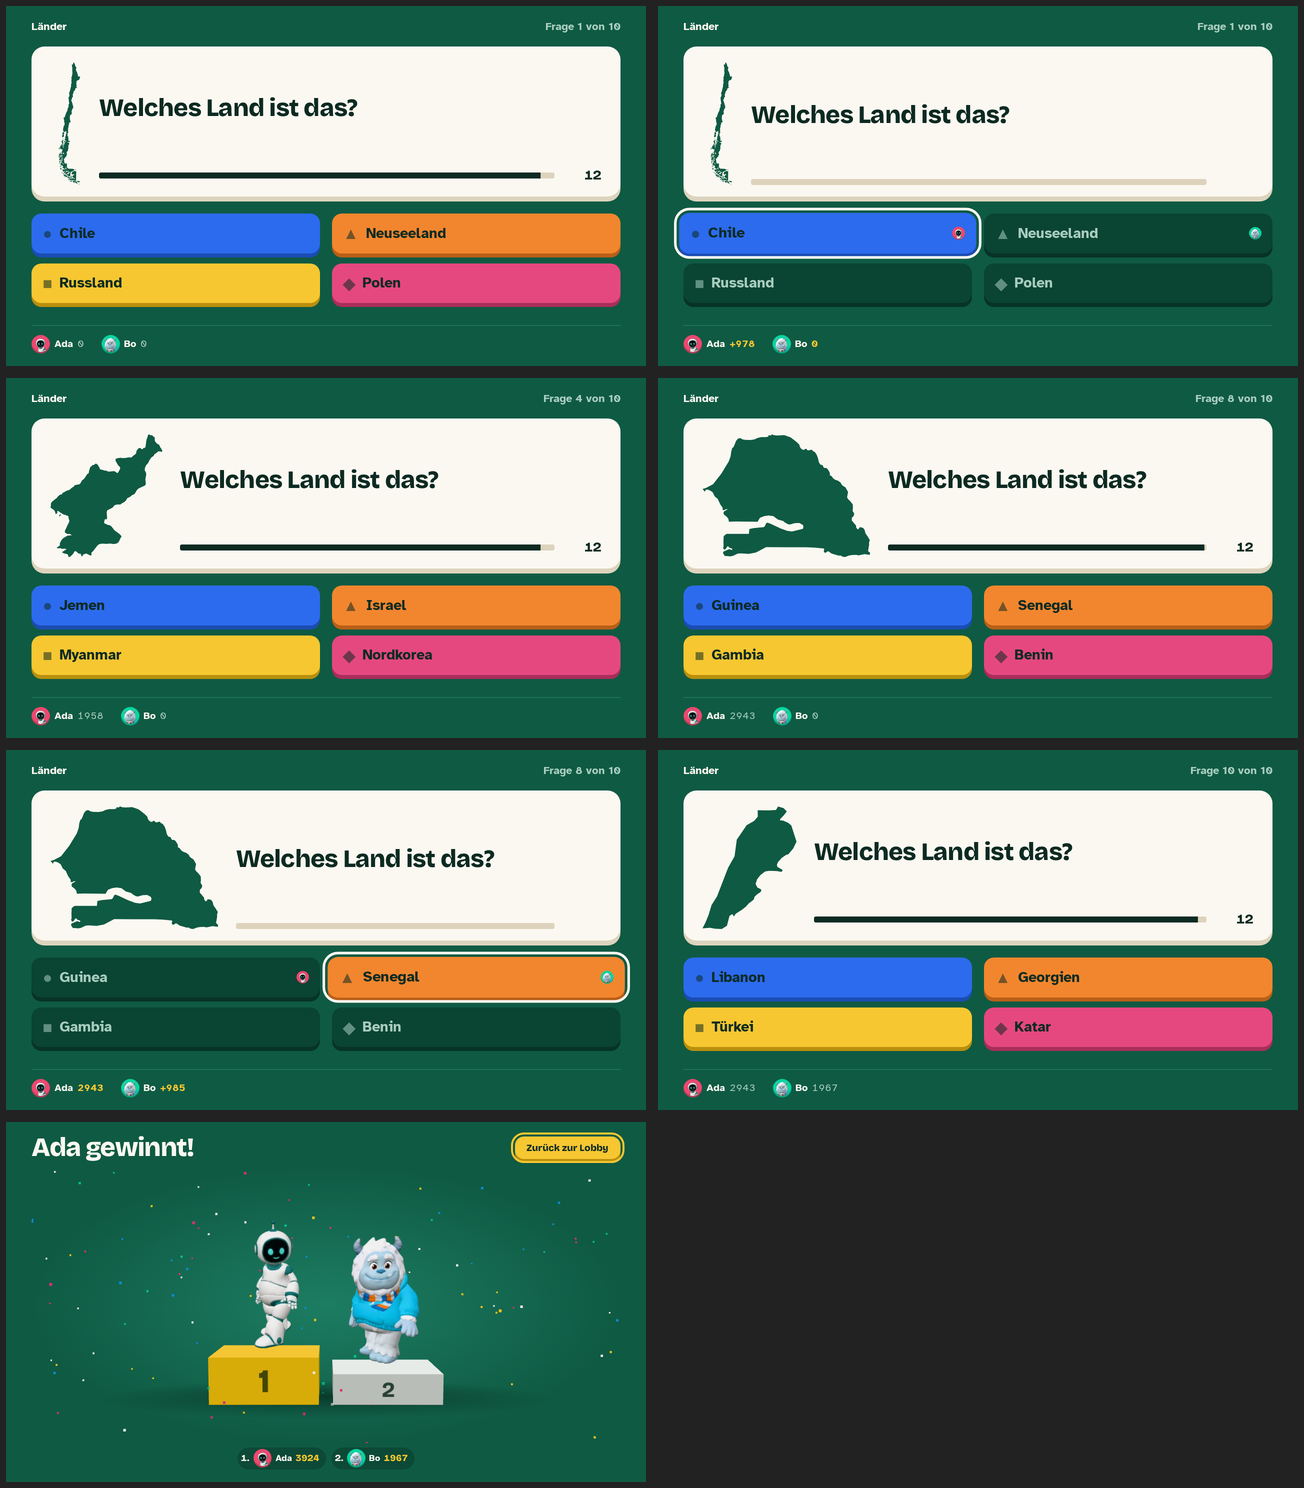 Länder
Frage 1 von 10
Welches Land ist das?
12
Chile
Neuseeland
Russland
Polen
Ada 0
Bo 0
Länder
Frage 1 von 10
Welches Land ist das?
Chile
Neuseeland
Russland
Polen
Ada +978
Bo 0
Länder
Frage 4 von 10
Welches Land ist das?
12
Jemen
Israel
Myanmar
Nordkorea
Ada 1958
Bo 0
Länder
Frage 8 von 10
Welches Land ist das?
12
Guinea
Senegal
Gambia
Benin
Ada 2943
Bo 0
Länder
Frage 8 von 10
Welches Land ist das?
Guinea
Senegal
Gambia
Benin
Ada 2943
Bo +985
Länder
Frage 10 von 10
Welches Land ist das?
12
Libanon
Georgien
Türkei
Katar
Ada 2943
Bo 1967
Ada gewinnt!
Zurück zur Lobby
1
2
1. Ada 3924
2. Bo 1967